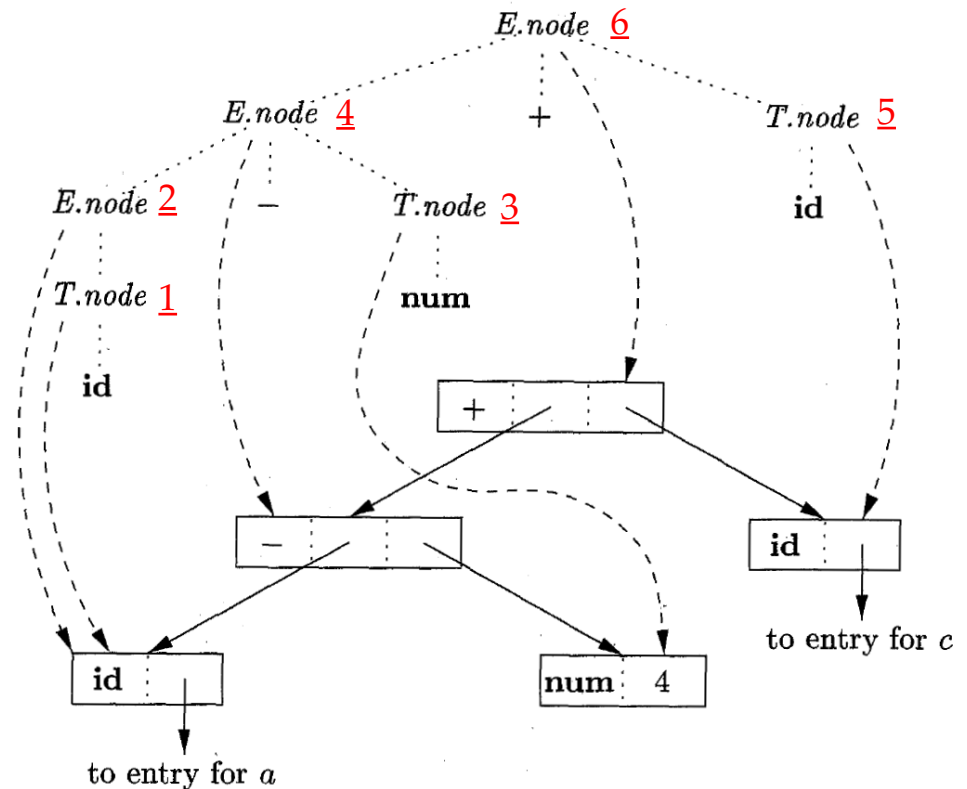 E.node 6
E.node 4
+
T.node 5
E.node 2
−
T.node 3
id
T.node 1
num
id
+
−
id
to entry for c
id
num 4
to entry for a